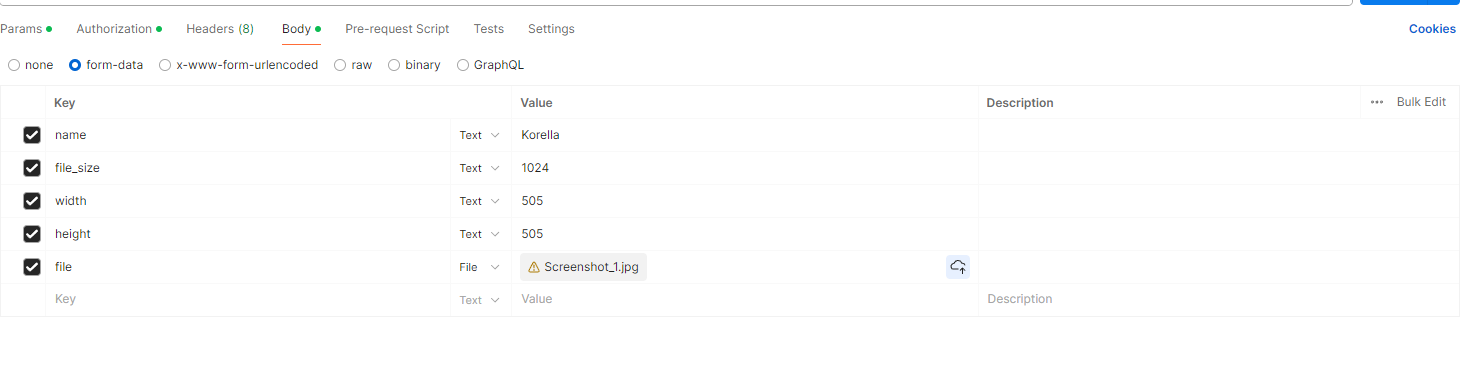 Params Authorization Headers (8) Body Pre-request Script Tests Settings Cookies
none form-data x-www-form-urlencoded raw binary GraphQL
Key Value Description ••• Bulk Edit
name Text Korella
file_size Text 1024
width Text 505
height Text 505
file File Screenshot_1.jpg
Key Text Value Description